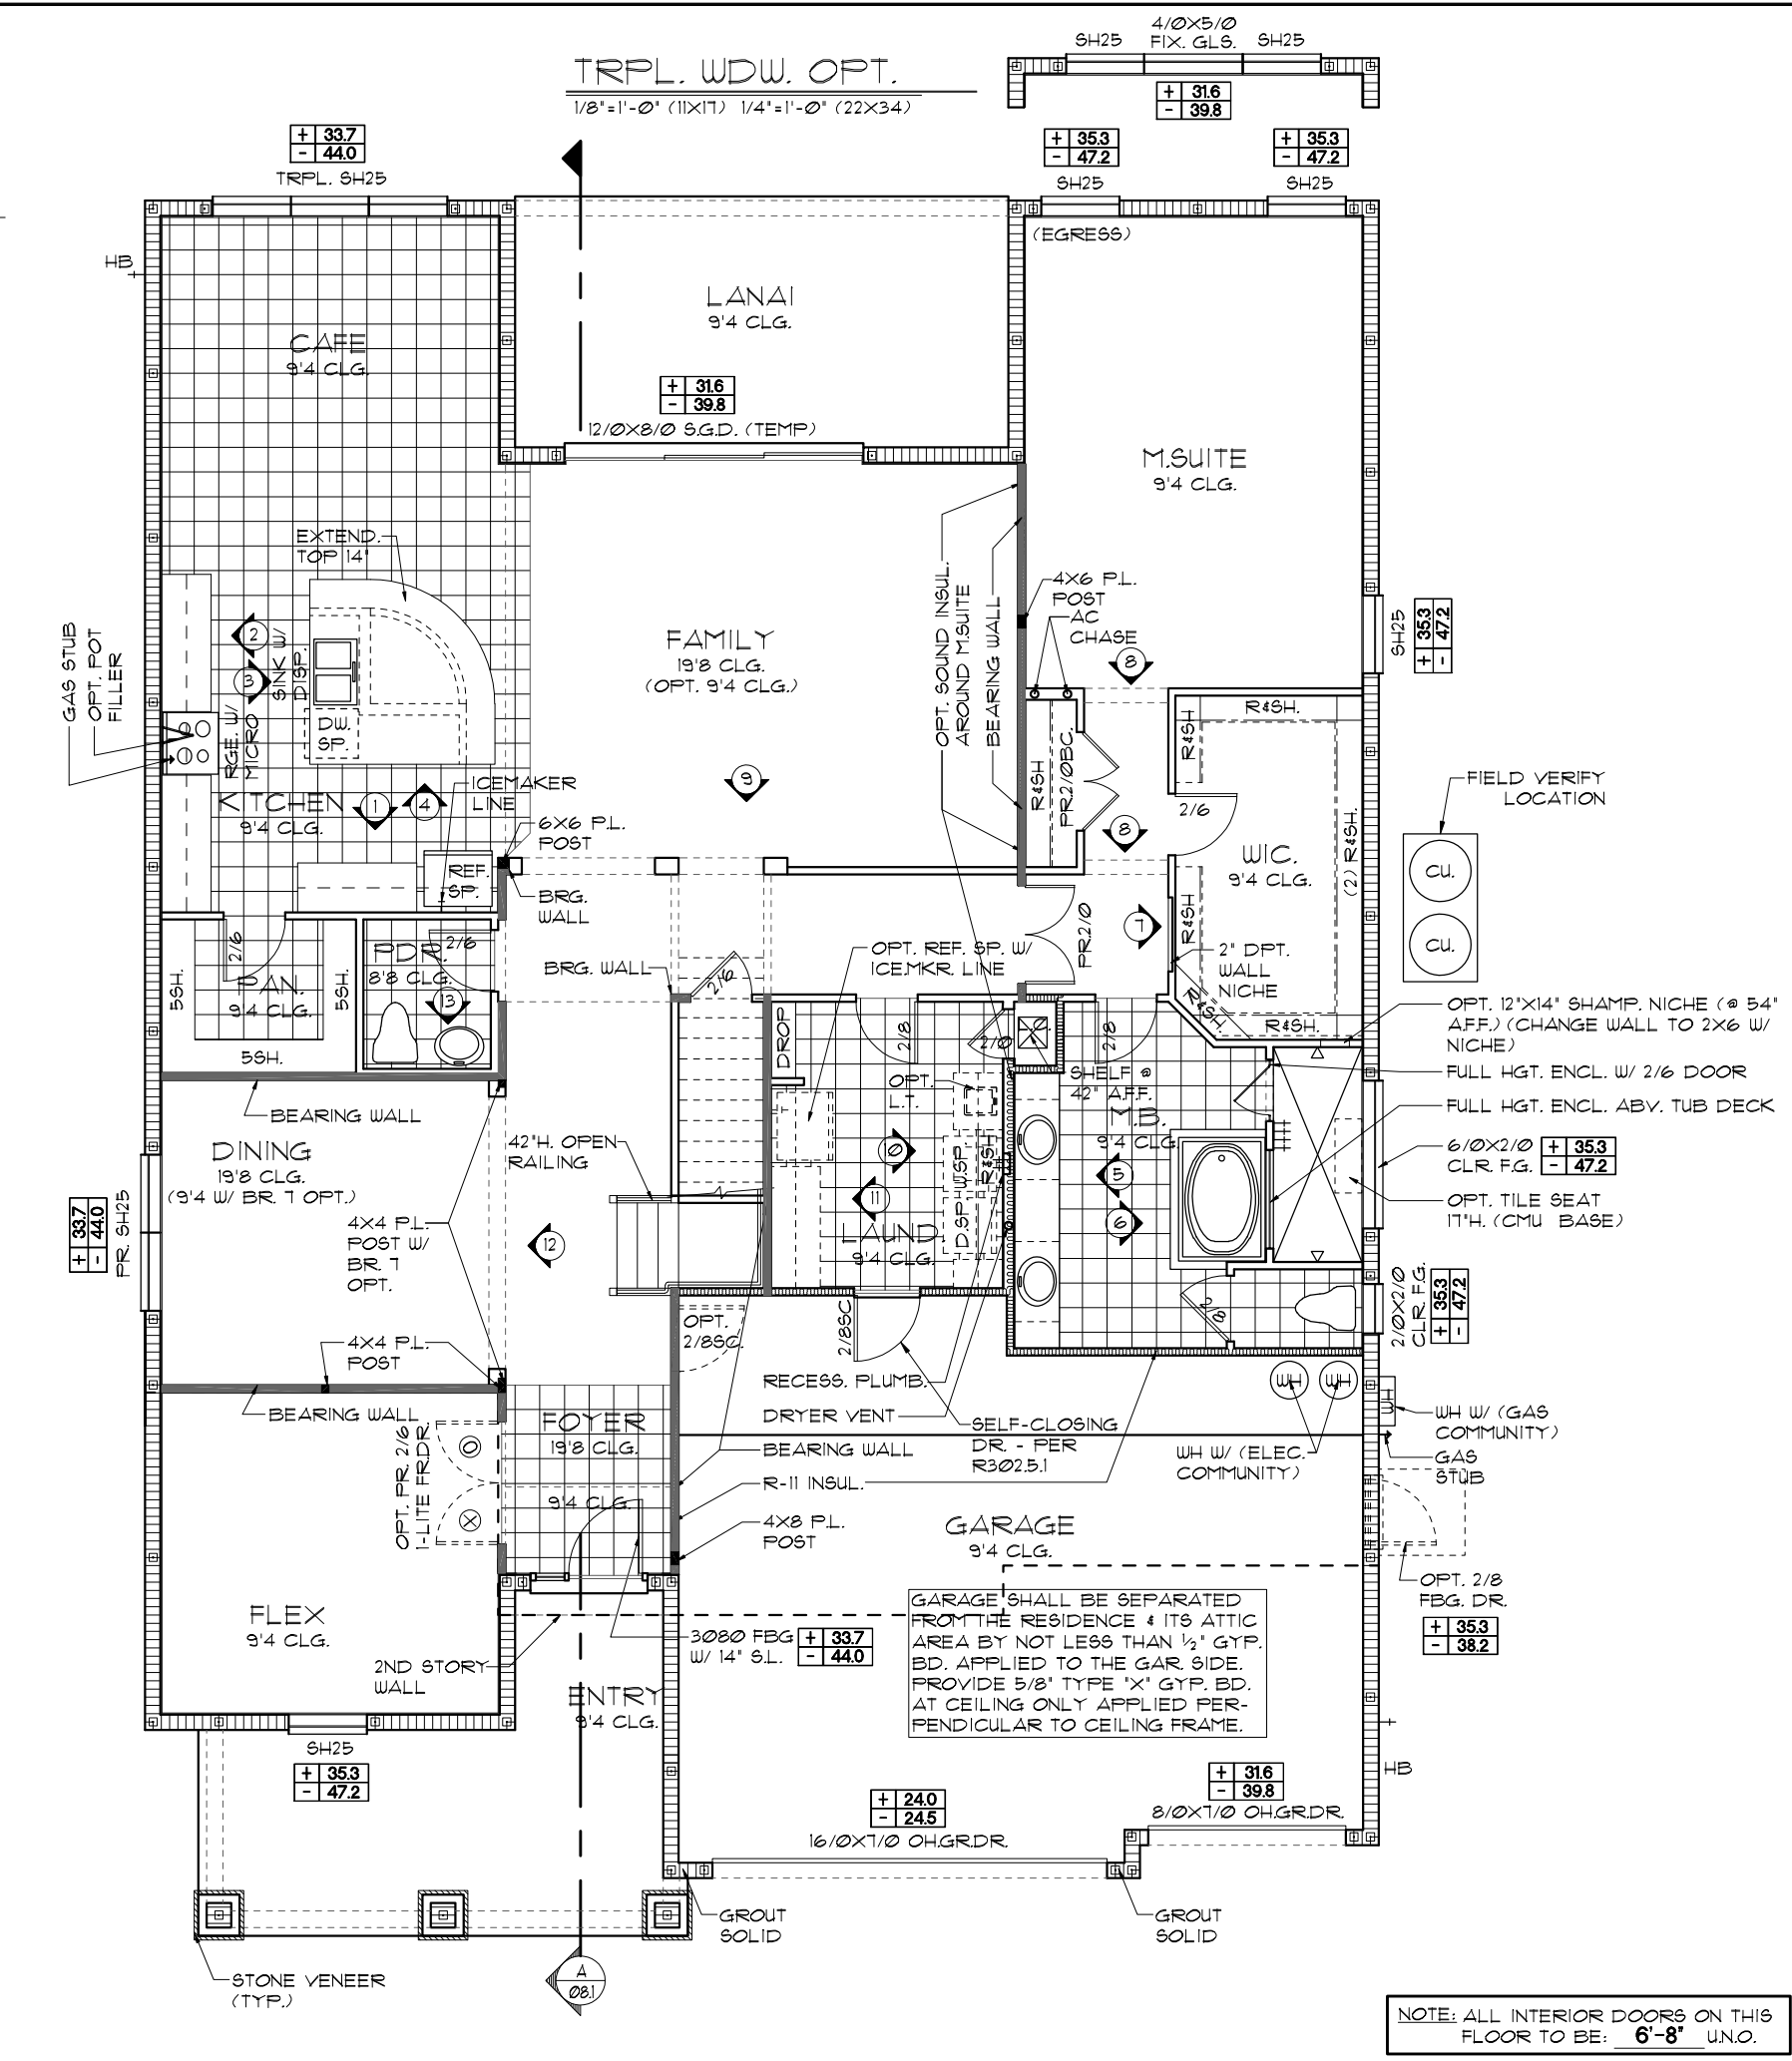 4/0X5/0
SH25 FIX. GLS. SH25
TRPL. WDW. OPT.
1/8"=1'-0" (11X17) 1/4"=1'-0" (22X34)
+ 31.6
- 39.8
+ 33.7
- 44.0
TRPL. SH25
+ 35.3
- 47.2
SH25
+ 35.3
- 47.2
SH25
(EGRESS)
HB
LANAI
9'4 CLG.
CAFE
9'4 CLG.
+ 31.6
- 39.8
12/0X8/0 S.G.D. (TEMP)
M.SUITE
9'4 CLG.
EXTEND.
TOP 14"
OPT. SOUND INSUL.
AROUND M.SUITE
BEARING WALL
4X6 P.L.
POST
AC
CHASE
SH25
+ 35.3
- 47.2
GAS STUB
OPT. POT
FILLER
2
3
SINK W/
DISP.
RGE. W/
MICRO
DW.
SP.
FAMILY
19'8 CLG.
(OPT. 9'4 CLG.)
8
R&SH.
R&SH
R&SH
PR.2/0BC.
2/6
8
9
KITCHEN
9'4 CLG.
1
4
ICEMAKER
LINE
6X6 P.L.
POST
REF.
SP.
BRG.
WALL
WIC.
9'4 CLG.
(2) R&SH.
FIELD VERIFY
LOCATION
CU.
CU.
R&SH
7
2" DPT.
WALL
NICHE
R&SH.
R&SH.
PR.2/0
OPT. REF. SP. W/
ICE.MKR. LINE
BRG. WALL
2/6
2/6
PDR.
8'8 CLG.
13
2/6
5SH.
PAN.
9'4 CLG.
5SH.
5SH.
DROP
2/8
2/0
L.C.
2/8
OPT. 12"X14" SHAMP. NICHE (@ 54"
A.F.F.) (CHANGE WALL TO 2X6 W/
NICHE)
FULL HGT. ENCL. W/ 2/6 DOOR
FULL HGT. ENCL. ABV. TUB DECK
6/0X2/0
CLR. F.G.
+ 35.3
- 47.2
OPT. TILE SEAT
17"H. (CMU BASE)
OPT.
L.T.
SHELF @
42" A.F.F.
M.B.
9'4 CLG.
5
6
BEARING WALL
DINING
19'8 CLG.
(9'4 W/ BR. 7 OPT.)
42"H. OPEN
RAILING
10
11
R&SH
W.SP.
D.SP.
LAUND.
9'4 CLG.
+ 33.7
- 44.0
PR. SH25
4X4 P.L.
POST W/
BR. 7
OPT.
12
2/0X2/0
CLR. F.G.
+ 35.3
- 47.2
2/8
OPT.
2/8SC.
2/8SC
4X4 P.L.
POST
BEARING WALL
RECESS. PLUMB.
DRYER VENT
BEARING WALL
R-11 INSUL.
4X8 P.L.
POST
SELF-CLOSING
DR. - PER
R302.5.1
WH
WH
WH
WH W/ (GAS
COMMUNITY)
GAS
STUB
WH W/ (ELEC.
COMMUNITY)
OPT. PR. 2/6
1-LITE FR.DR.
O
X
FOYER
19'8 CLG.
9'4 CLG.
GARAGE
9'4 CLG.
OPT. 2/8
FBG. DR.
+ 35.3
- 38.2
FLEX
9'4 CLG.
2ND STORY
WALL
3080 FBG
W/ 14" S.L.
+ 33.7
- 44.0
GARAGE SHALL BE SEPARATED
FROM THE RESIDENCE & ITS ATTIC
AREA BY NOT LESS THAN ½" GYP.
BD. APPLIED TO THE GAR. SIDE.
PROVIDE 5/8" TYPE "X" GYP. BD.
AT CEILING ONLY APPLIED PER-
PENDICULAR TO CEILING FRAME.
ENTRY
9'4 CLG.
SH25
+ 35.3
- 47.2
HB
+ 24.0
- 24.5
16/0X7/0 OH.GR.DR.
+ 31.6
- 39.8
8/0X7/0 OH.GR.DR.
GROUT
SOLID
GROUT
SOLID
STONE VENEER
(TYP.)
A
08.1
NOTE: ALL INTERIOR DOORS ON THIS
FLOOR TO BE: 6'-8" U.N.O.